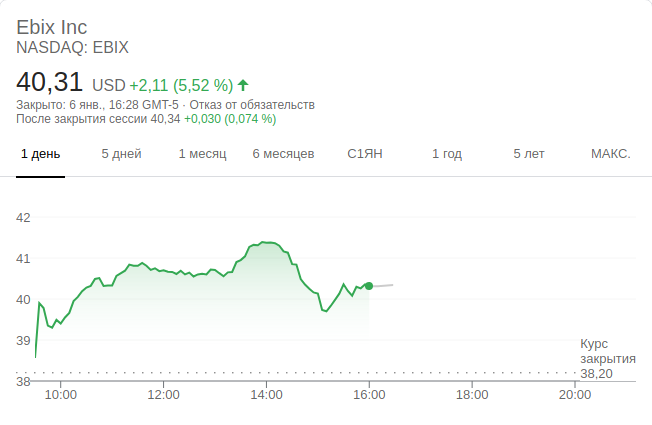 Ebix Inc
NASDAQ: EBIX
40,31 USD +2,11 (5,52 %)
Закрыто: 6 янв., 16:28 GMT-5 · Отказ от обязательств
После закрытия сессии 40,34 +0,030 (0,074 %)
1 день 5 дней 1 месяц 6 месяцев С1ЯН 1 год 5 лет МАКС.
42
41
40
39
Курс
закрытия
38,20
38
10:00 12:00 14:00 16:00 18:00 20:00